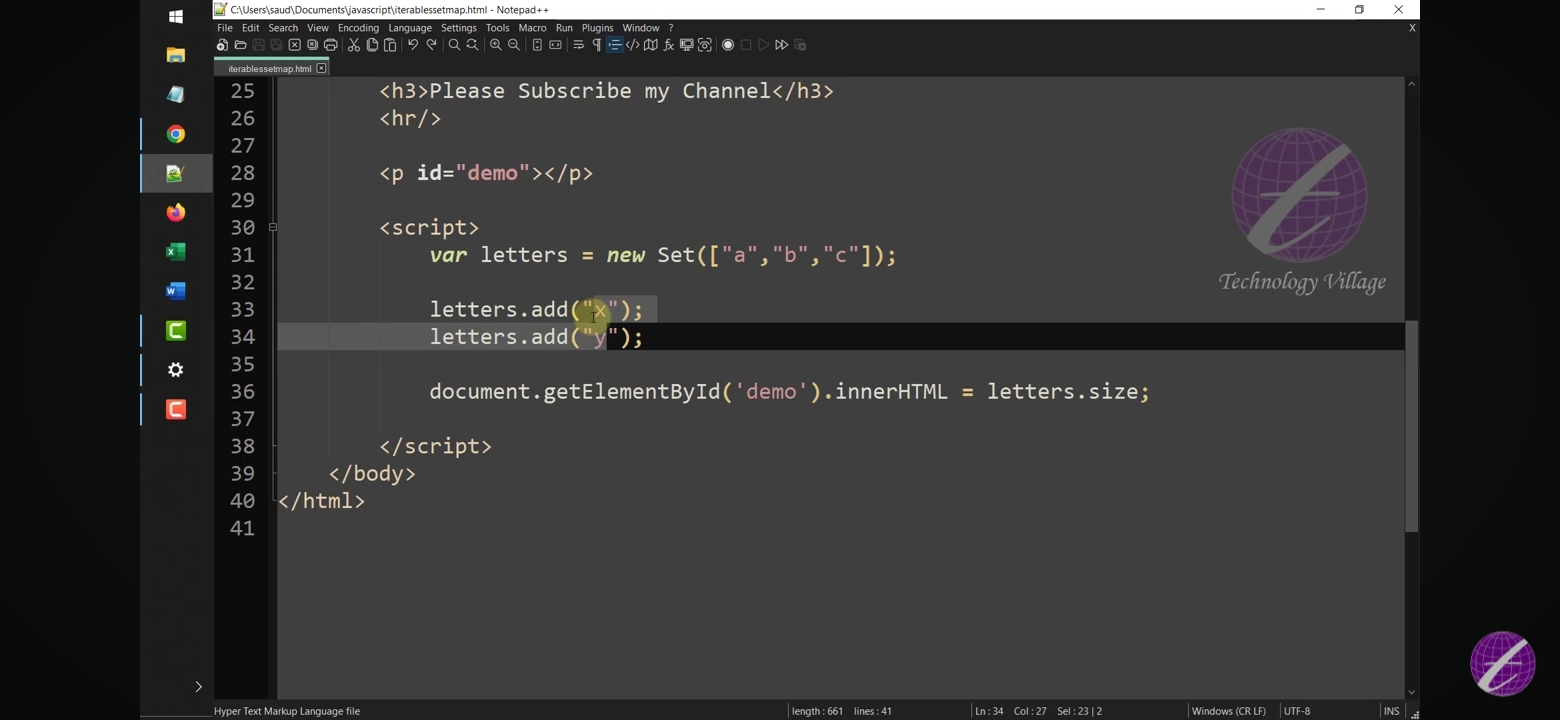 C:\Users\saud\Documents\javascript\iterablessetmap.html - Notepad++
File Edit Search View Encoding Language Settings Tools Macro Run Plugins Window ? X
iterablessetmap.html
25 <h3>Please Subscribe my Channel</h3>
26 <hr/>
27
28 <p id="demo"></p>
29
30 <script>
31 var letters = new Set(["a","b","c"]);
32
33 letters.add("x");
34 letters.add("y");
35
36 document.getElementById('demo').innerHTML = letters.size;
37
38 </script>
39 </body>
40 </html>
41
Technology Village
Hyper Text Markup Language file length : 661 lines : 41 Ln : 34 Col : 27 Sel : 23 | 2 Windows (CR LF) UTF-8 INS